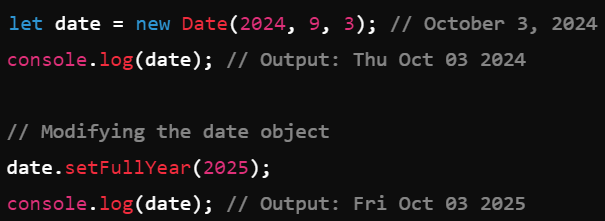 let date = new Date(2024, 9, 3); // October 3, 2024
console.log(date); // Output: Thu Oct 03 2024
// Modifying the date object
date.setFullYear(2025);
console.log(date); // Output: Fri Oct 03 2025